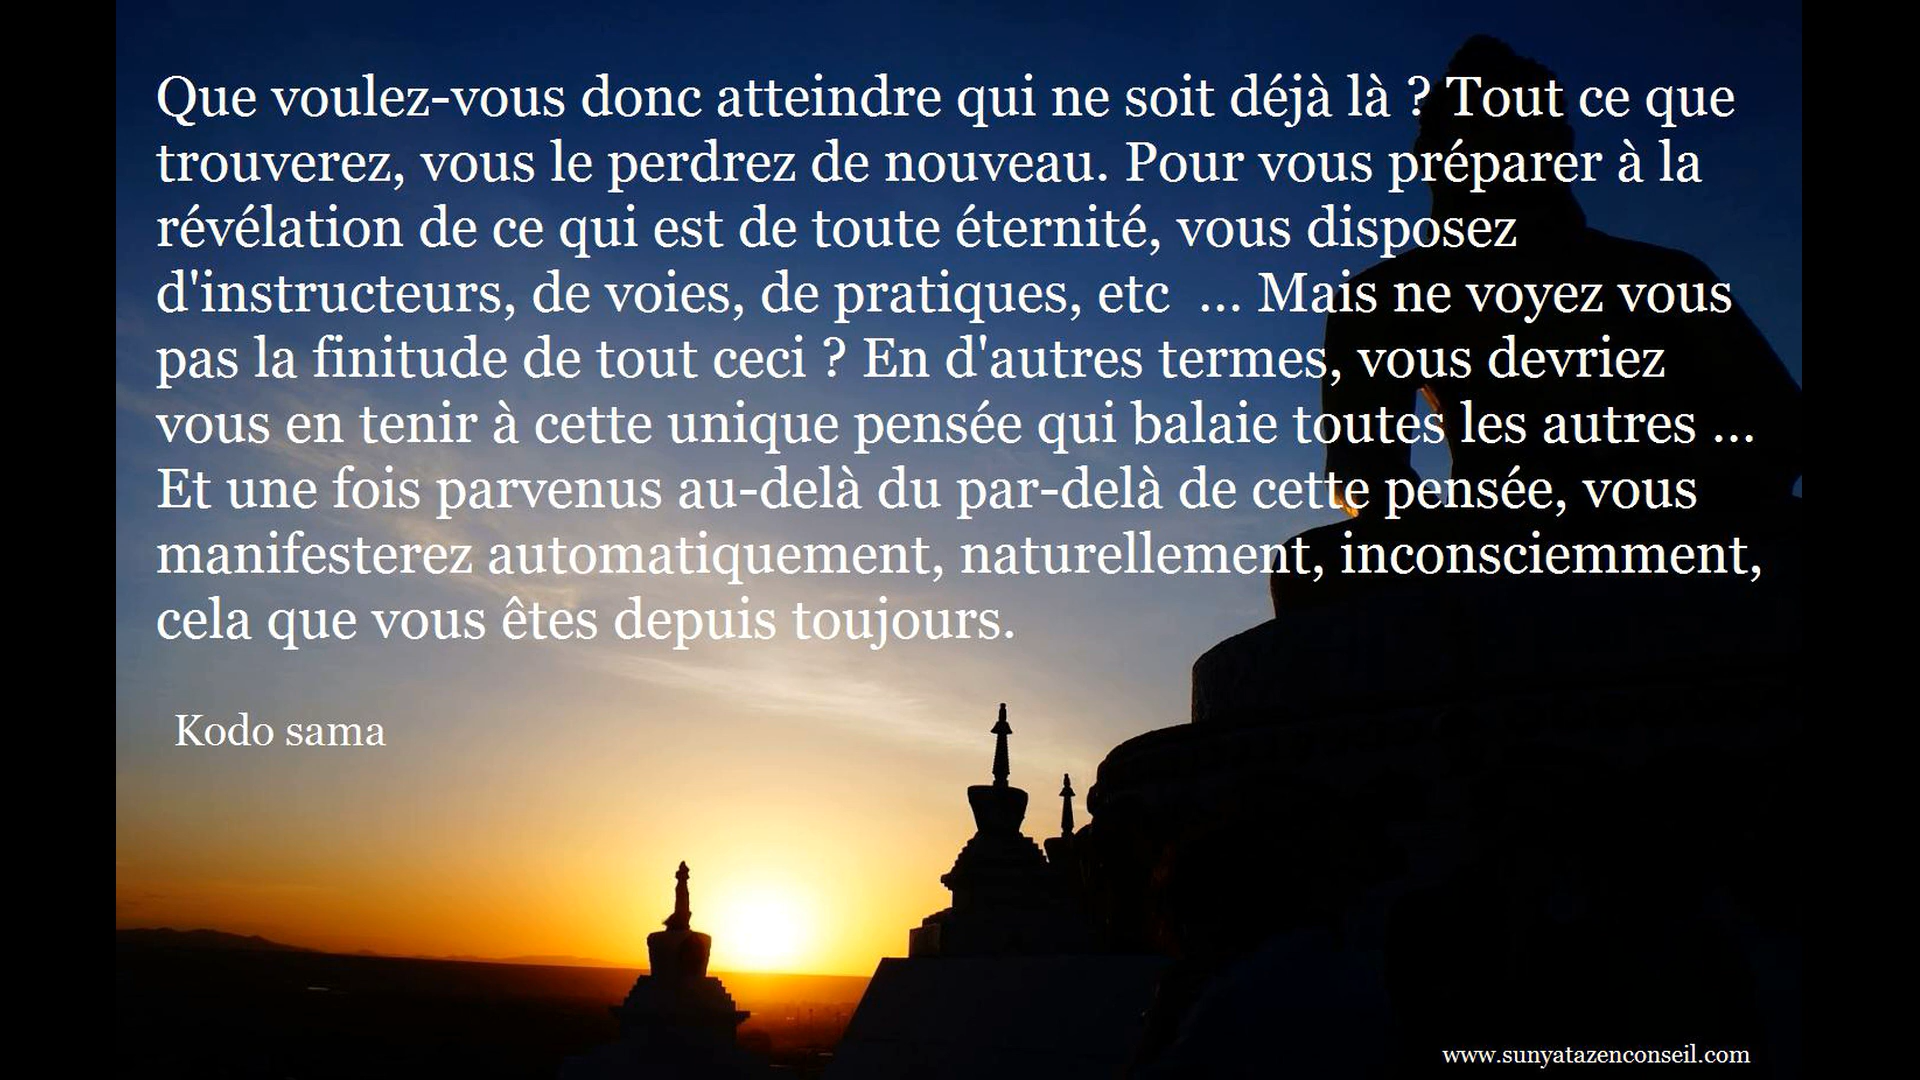 Que voulez-vous donc atteindre qui ne soit déjà là ? Tout ce que
trouverez, vous le perdrez de nouveau. Pour vous préparer à la
révélation de ce qui est de toute éternité, vous disposez
d'instructeurs, de voies, de pratiques, etc  ... Mais ne voyez vous
pas la finitude de tout ceci ? En d'autres termes, vous devriez
vous en tenir à cette unique pensée qui balaie toutes les autres ...
Et une fois parvenus au-delà du par-delà de cette pensée, vous
manifesterez automatiquement, naturellement, inconsciemment,
cela que vous êtes depuis toujours.
Kodo sama
www.sunyatazenconseil.com